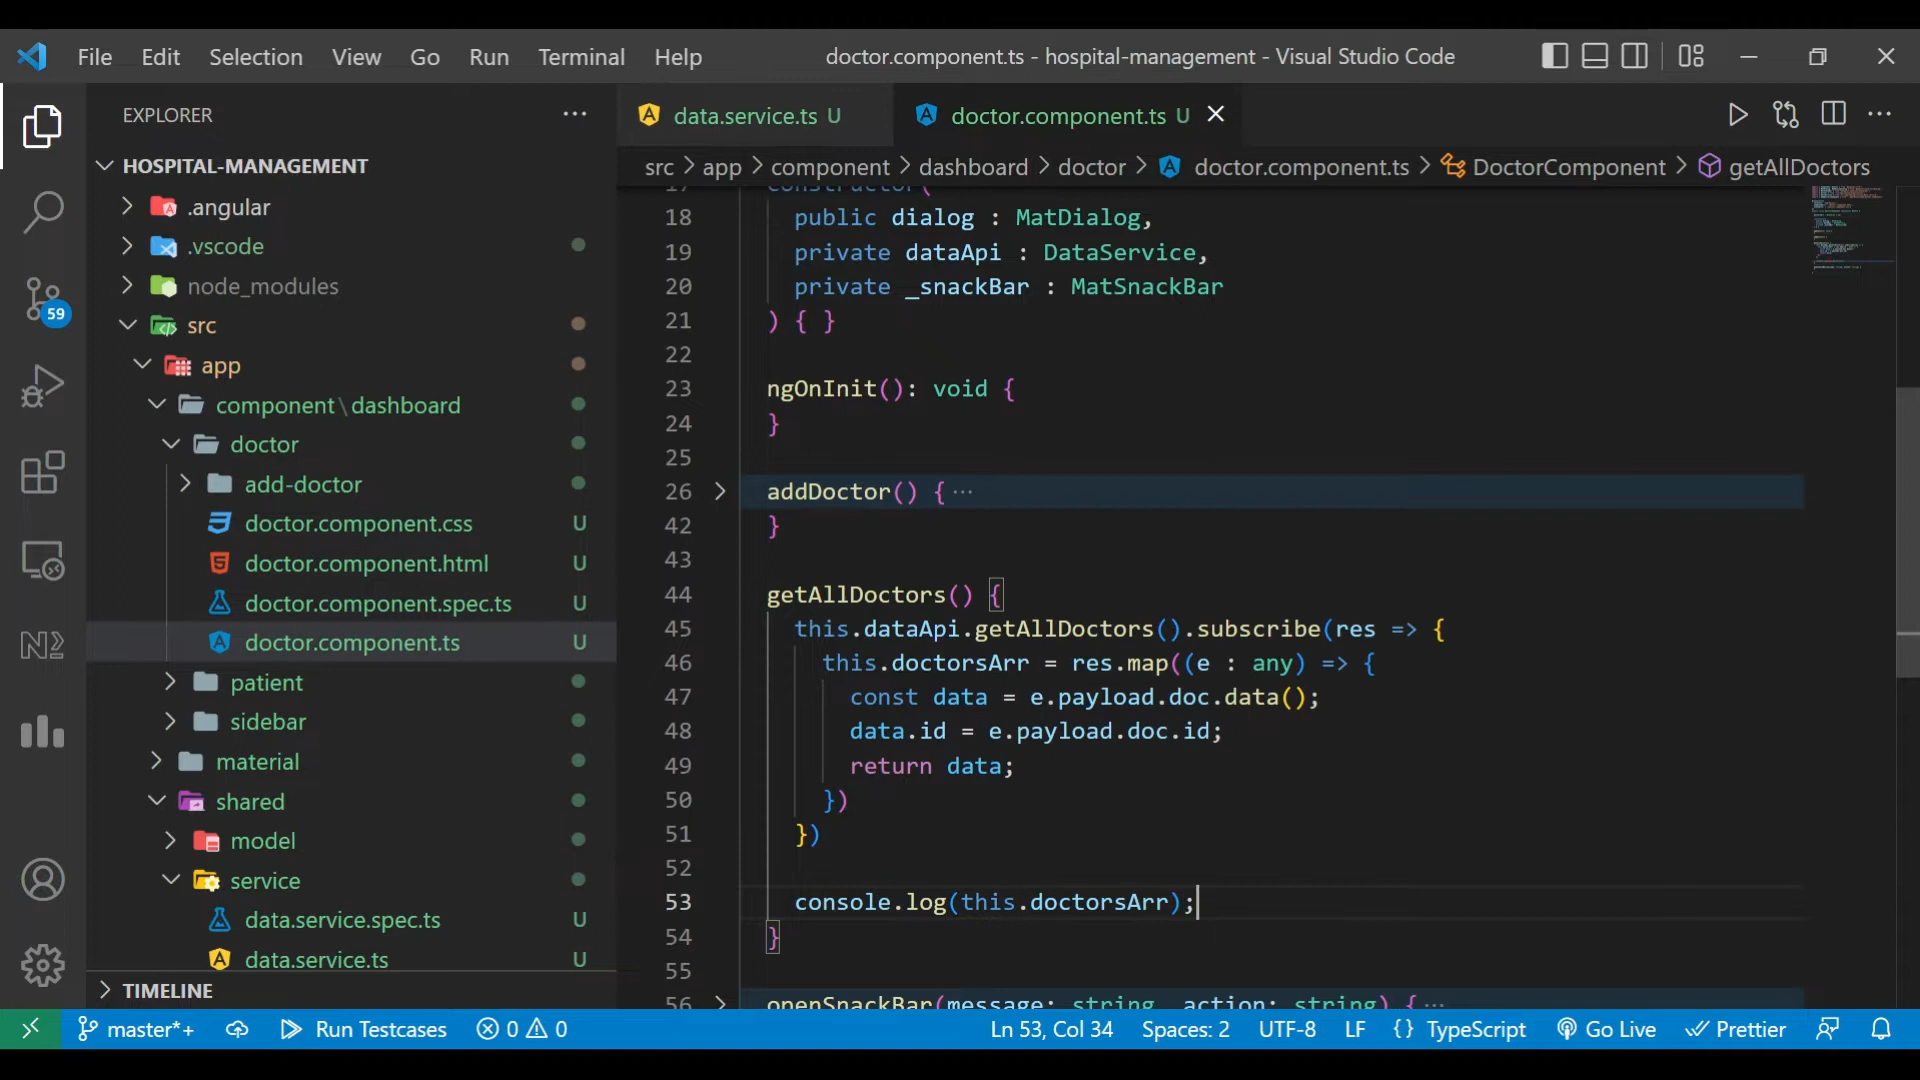 File Edit Selection View Go Run Terminal Help doctor.component.ts - hospital-management - Visual Studio Code
EXPLORER ···
HOSPITAL-MANAGEMENT
.angular
.vscode
node_modules
src
app
component\dashboard
doctor
add-doctor
doctor.component.css U
doctor.component.html U
doctor.component.spec.ts U
doctor.component.ts U
patient
sidebar
material
shared
model
service
data.service.spec.ts U
data.service.ts U
TIMELINE
59
data.service.ts U doctor.component.ts U
src > app > component > dashboard > doctor > doctor.component.ts > DoctorComponent > getAllDoctors
17 constructor(
18 public dialog : MatDialog,
19 private dataApi : DataService,
20 private _snackBar : MatSnackBar
21 ) { }
22
23 ngOnInit(): void {
24 }
25
26 addDoctor() { ···
42 }
43
44 getAllDoctors() {
45 this.dataApi.getAllDoctors().subscribe(res => {
46 this.doctorsArr = res.map((e : any) => {
47 const data = e.payload.doc.data();
48 data.id = e.payload.doc.id;
49 return data;
50 })
51 })
52
53 console.log(this.doctorsArr);
54 }
55
56 openSnackBar(message: string, action: string) { ···
master*+ Run Testcases 0 0 Ln 53, Col 34 Spaces: 2 UTF-8 LF {} TypeScript Go Live Prettier